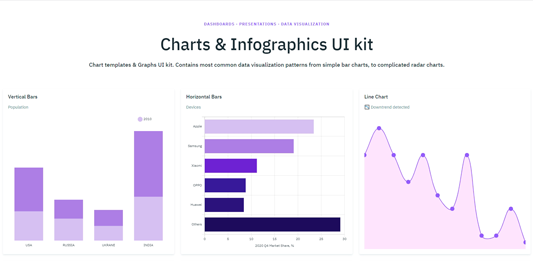 DASHBOARDS · PRESENTATIONS · DATA VISUALIZATION
Charts & Infographics UI kit
Chart templates & Graphs UI kit. Contains most common data visualization patterns from simple bar charts, to complicated radar charts.
Vertical Bars
Population
2010
USA
RUSSIA
UKRAINE
INDIA
Horizontal Bars
Devices
Apple
Samsung
Xiaomi
OPPO
Huawei
Others
0 5 10 15 20 25 30
2020 Q4 Market Share, %
Line Chart
Downtrend detected